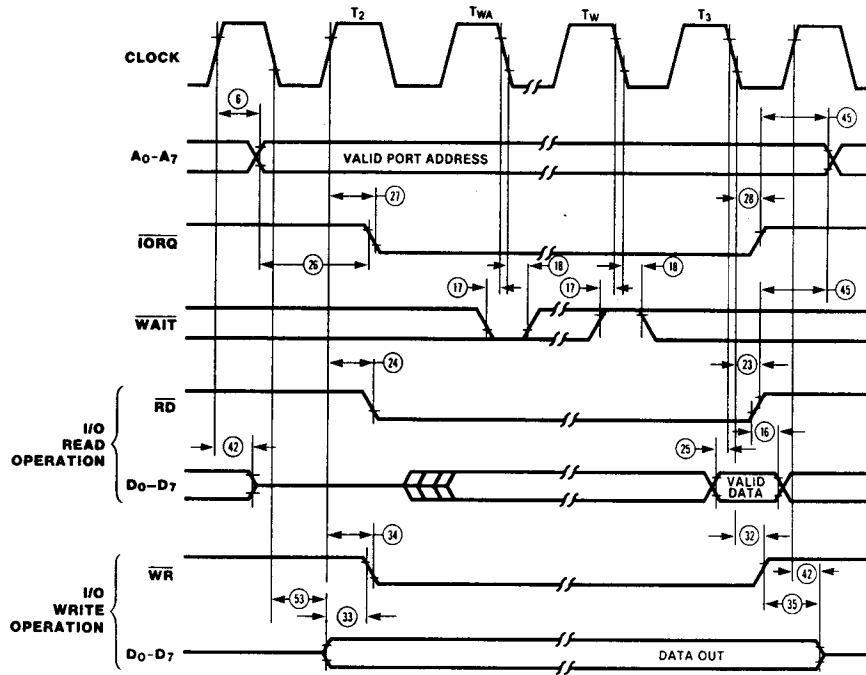 T2 TWA TW T3
CLOCK
6
45
A0-A7 VALID PORT ADDRESS
27
28
IORQ
26
18
18
17
17
45
WAIT
24
23
I/O READ OPERATION
RD
16
42
25
D0-D7 VALID DATA
34
32
WR
42
I/O WRITE OPERATION
53
33
35
D0-D7 DATA OUT